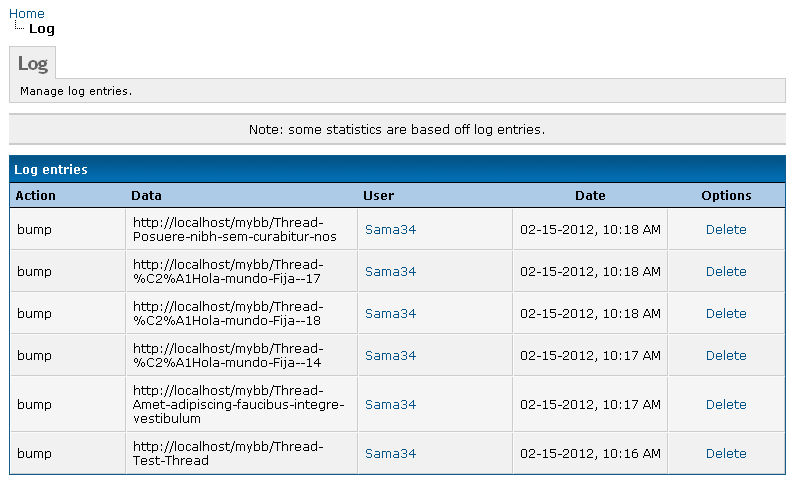 Home
Log
Log
Manage log entries.
Note: some statistics are based off log entries.
Log entries
Action Data User Date Options
bump http://localhost/mybb/Thread-
Posuere-nibh-sem-curabitur-nos Sama34 02-15-2012, 10:18 AM Delete
bump http://localhost/mybb/Thread-
%C2%A1Hola-mundo-Fija--17 Sama34 02-15-2012, 10:18 AM Delete
bump http://localhost/mybb/Thread-
%C2%A1Hola-mundo-Fija--18 Sama34 02-15-2012, 10:18 AM Delete
bump http://localhost/mybb/Thread-
%C2%A1Hola-mundo-Fija--14 Sama34 02-15-2012, 10:17 AM Delete
bump http://localhost/mybb/Thread-
Amet-adipiscing-faucibus-integre-
vestibulum Sama34 02-15-2012, 10:17 AM Delete
bump http://localhost/mybb/Thread-
Test-Thread Sama34 02-15-2012, 10:16 AM Delete